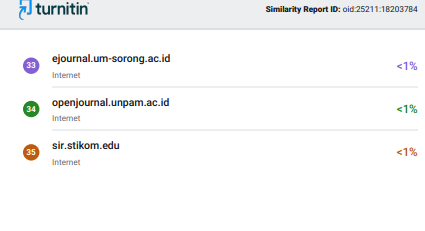 turnitin
Similarity Report ID: oid:25211:18203784
33
ejournal.um-sorong.ac.id
<1%
Internet
34
openjournal.unpam.ac.id
<1%
Internet
35
sir.stikom.edu
<1%
Internet